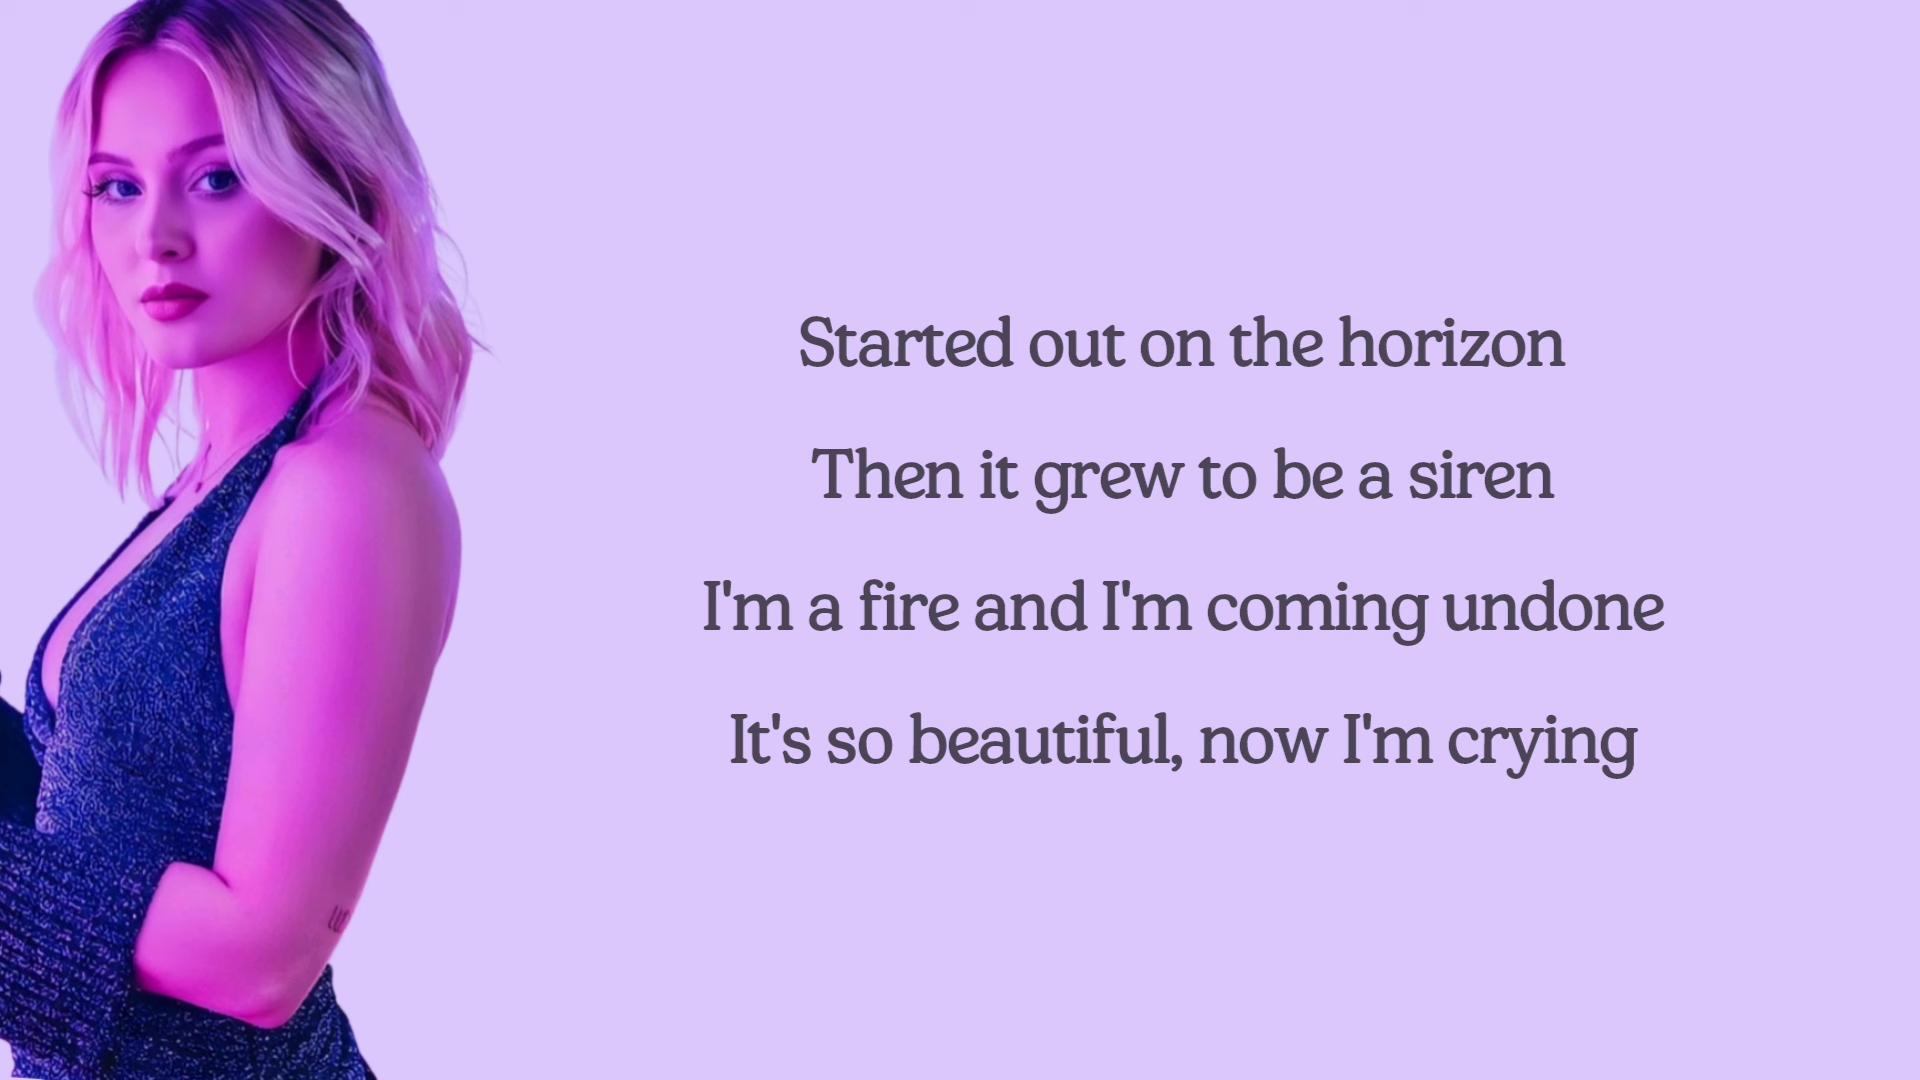 Started out on the horizon
Then it grew to be a siren
I'm a fire and I'm coming undone
It's so beautiful, now I'm crying